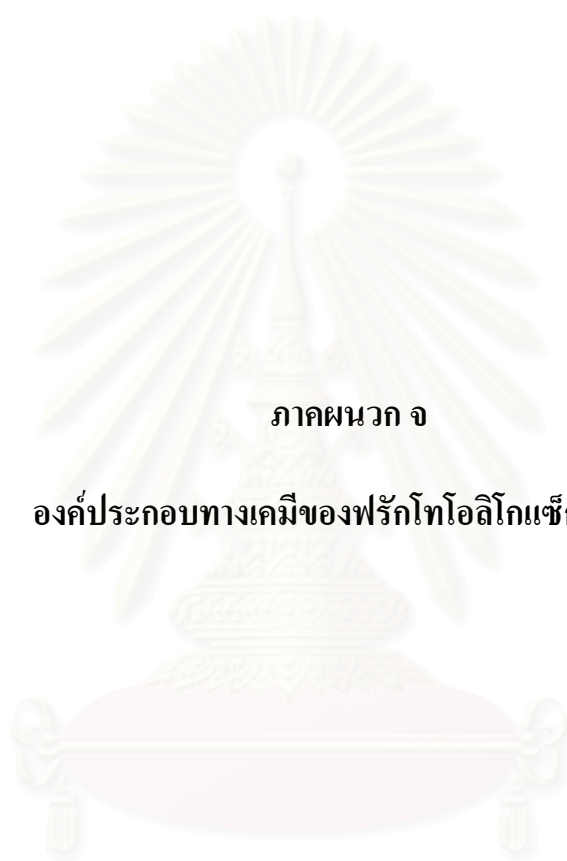 ภาคผนวก จ
องค์ประกอบทางเคมีของฟรักโทโอลิโกแซ็